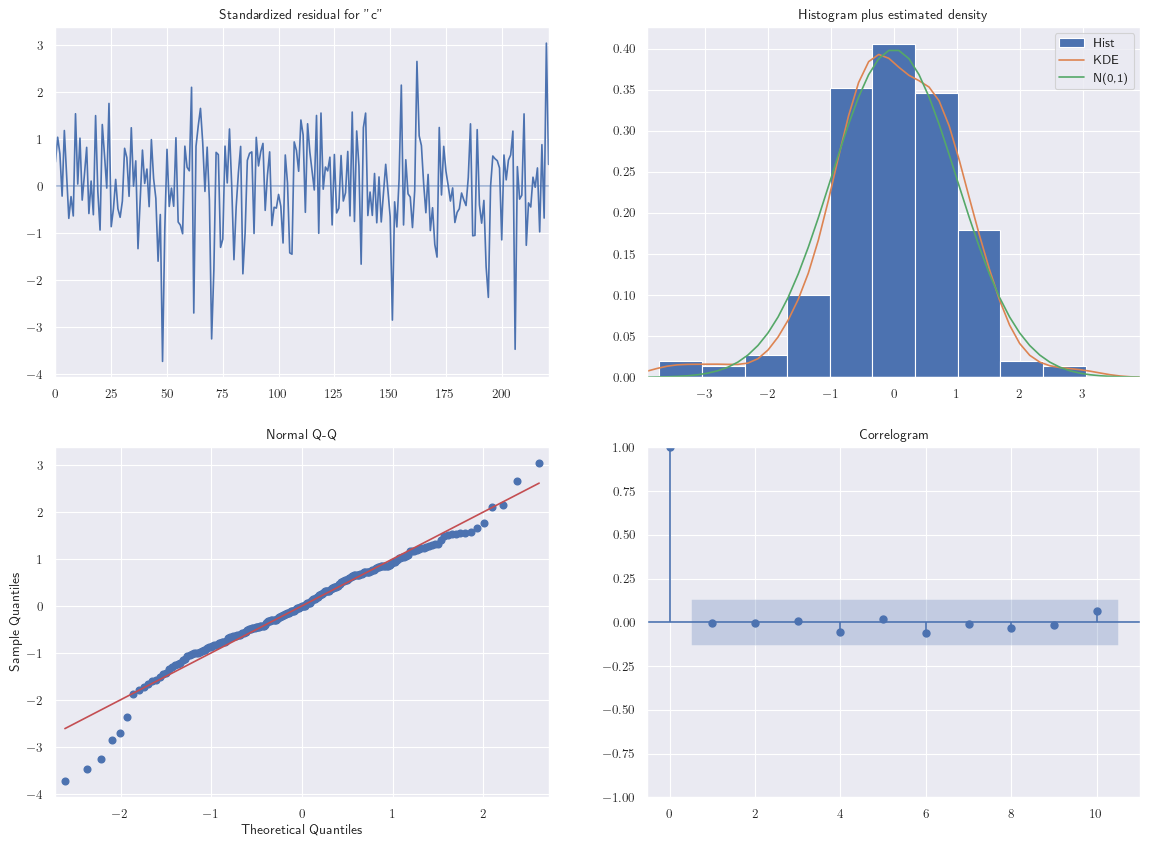 Standardized residual for "c"
3
2
1
0
−1
−2
−3
−4
0 25 50 75 100 125 150 175 200
Histogram plus estimated density
Hist
KDE
N(0,1)
0.40
0.35
0.30
0.25
0.20
0.15
0.10
0.05
0.00
−3 −2 −1 0 1 2 3
Normal Q-Q
Sample Quantiles
3
2
1
0
−1
−2
−3
−4
−2 −1 0 1 2
Theoretical Quantiles
Correlogram
1.00
0.75
0.50
0.25
0.00
−0.25
−0.50
−0.75
−1.00
0 2 4 6 8 10